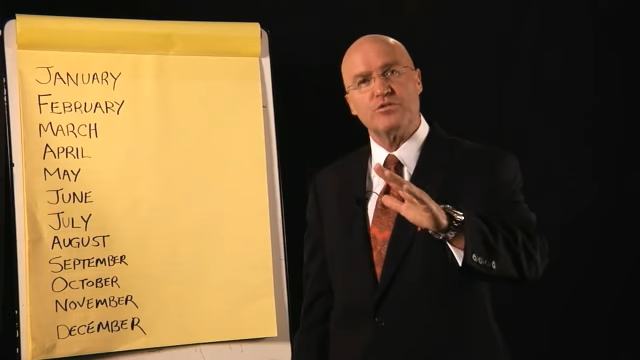 JANUARY
FEBRUARY
MARCH
APRIL
MAY
JUNE
JULY
AUGUST
SEPTEMBER
OCTOBER
NOVEMBER
DECEMBER